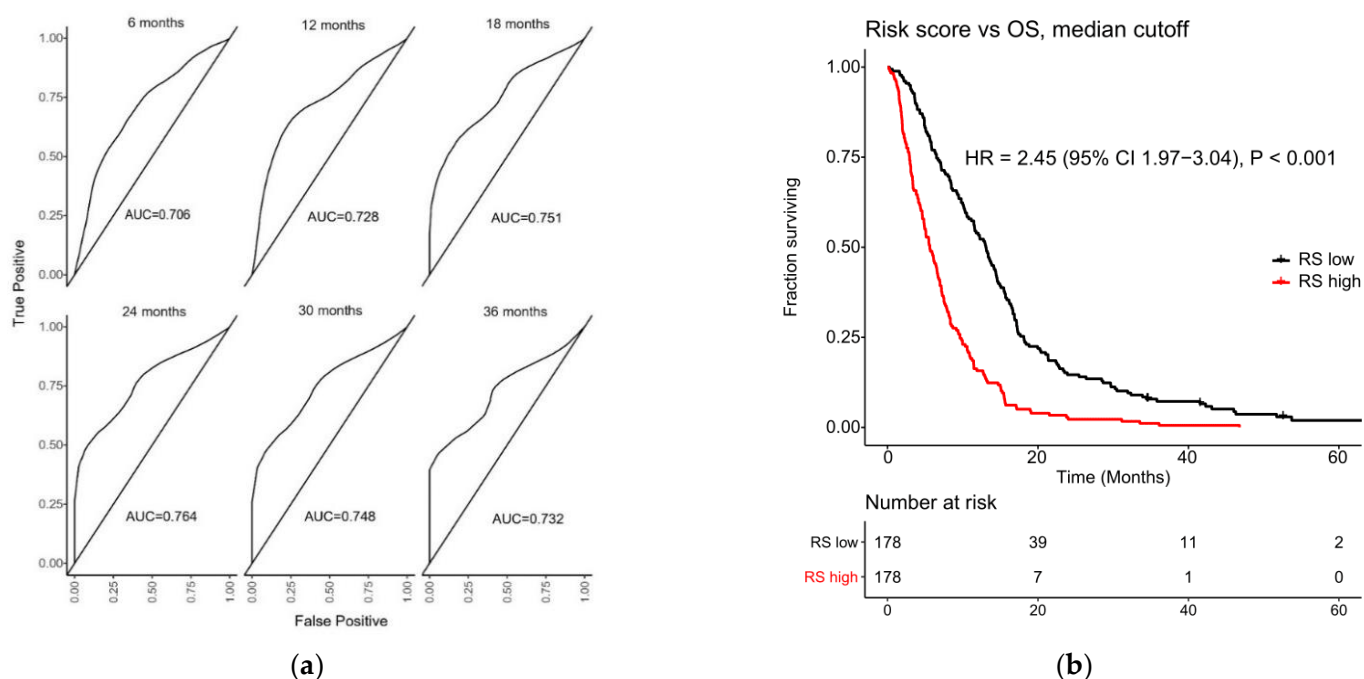 6 months 12 months 18 months
1.00
0.75
0.50
0.25
0.00
AUC=0.706 AUC=0.728 AUC=0.751
True Positive
24 months 30 months 36 months
1.00
0.75
0.50
0.25
0.00
AUC=0.764 AUC=0.748 AUC=0.732
0.00 0.25 0.50 0.75 1.00 0.00 0.25 0.50 0.75 1.00 0.00 0.25 0.50 0.75 1.00
False Positive
(a)
Risk score vs OS, median cutoff
1.00
0.75
0.50
0.25
0.00
Fraction surviving
HR = 2.45 (95% CI 1.97−3.04), P < 0.001
RS low
RS high
0 20 40 60
Time (Months)
Number at risk
RS low 178 39 11 2
RS high 178 7 1 0
0 20 40 60
(b)